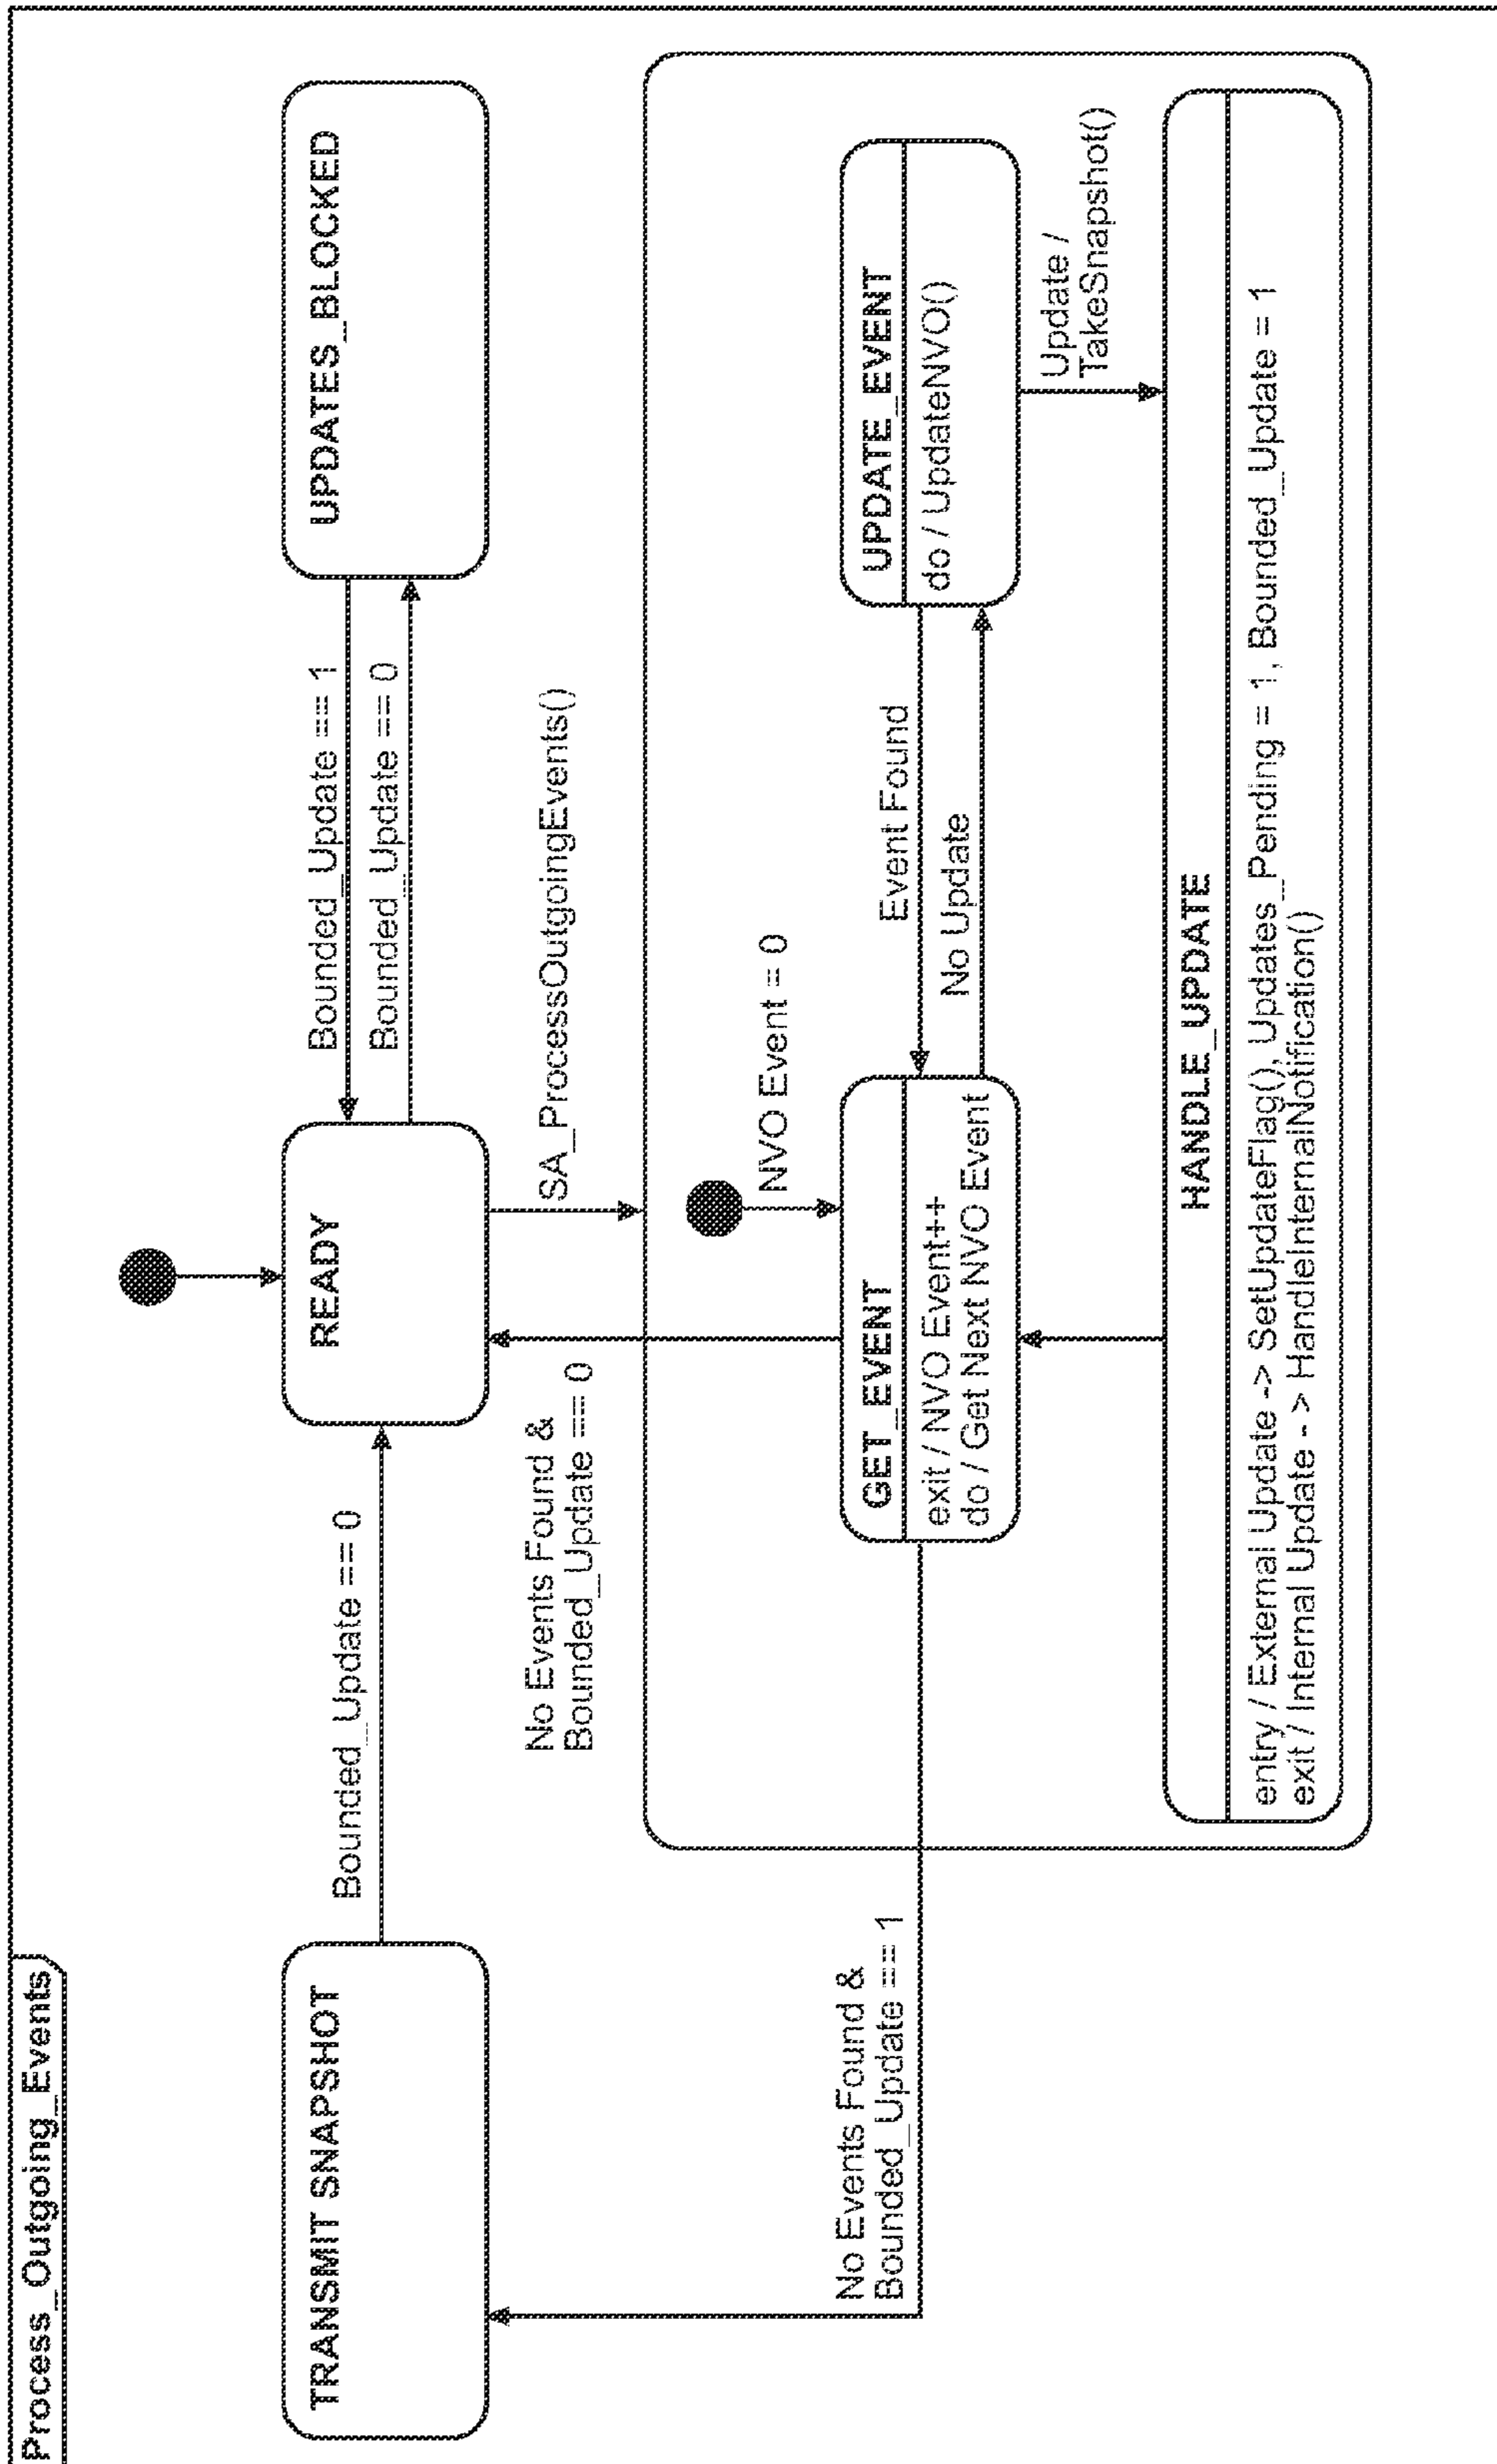 Process_Outgoing_Events
TRANSMIT SNAPSHOT
Bounded_Update == 0
READY
Bounded_Update == 1
Bounded_Update == 0
UPDATES_BLOCKED
No Events Found &
Bounded_Update == 0
SA_ProcessOutgoingEvents()
NVO Event = 0
No Events Found &
Bounded_Update == 1
GET_EVENT
exit / NVO Event++
do / Get Next NVO Event
Event Found
No Update
UPDATE_EVENT
do / UpdateNVO()
Update /
TakeSnapshot()
HANDLE_UPDATE
entry / External Update -> SetUpdateFlag(), Updates_Pending = 1, Bounded_Update = 1
exit / Internal Update - > HandleInternalNotification()